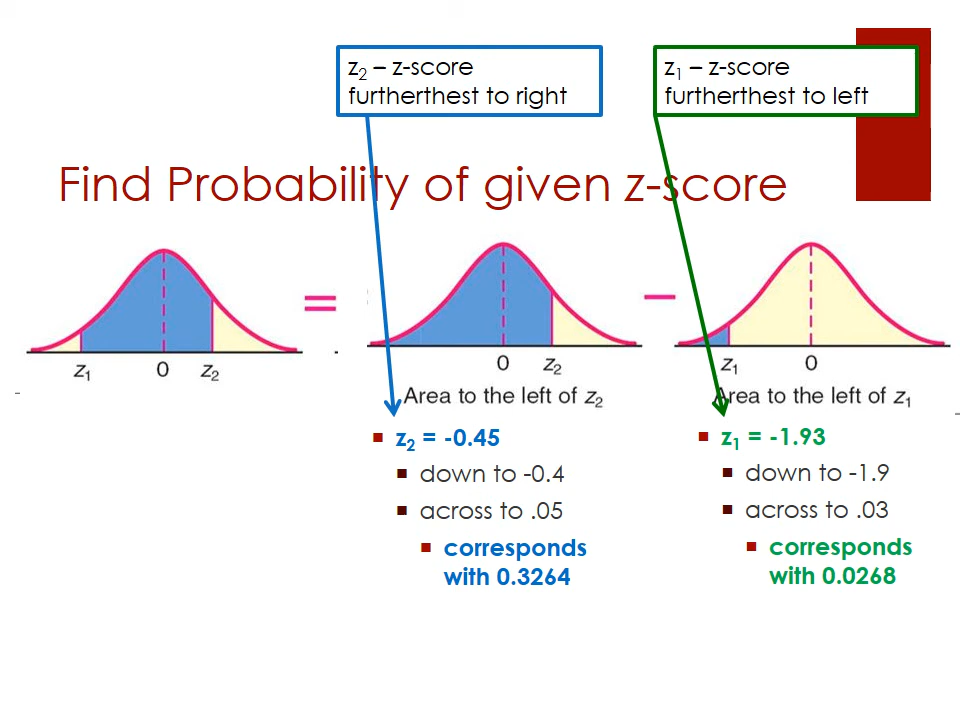 z₂ – z-score
furtherthest to right
z₁ – z-score
furtherthest to left
Find Probability of given z-score
=
–
z₁ 0 z₂
0 z₂
z₁ 0
Area to the left of z₂
Area to the left of z₁
z₂ = -0.45
down to -0.4
across to .05
corresponds
with 0.3264
z₁ = -1.93
down to -1.9
across to .03
corresponds
with 0.0268